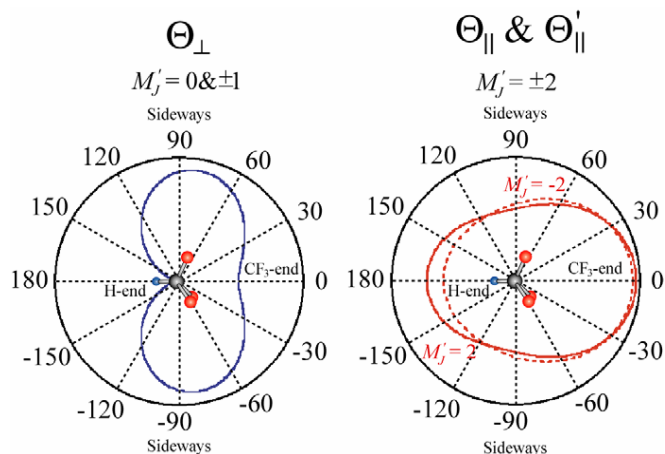 Θ⊥
M'J = 0&±1
Sideways
90
120
60
150
30
180
H-end
CF3-end
0
-150
-30
-120
-60
-90
Sideways
Θ|| & Θ'||
M'J = ±2
Sideways
90
120
60
M'J = -2
150
30
180
H-end
CF3-end
0
M'J = 2
-150
-30
-120
-60
-90
Sideways